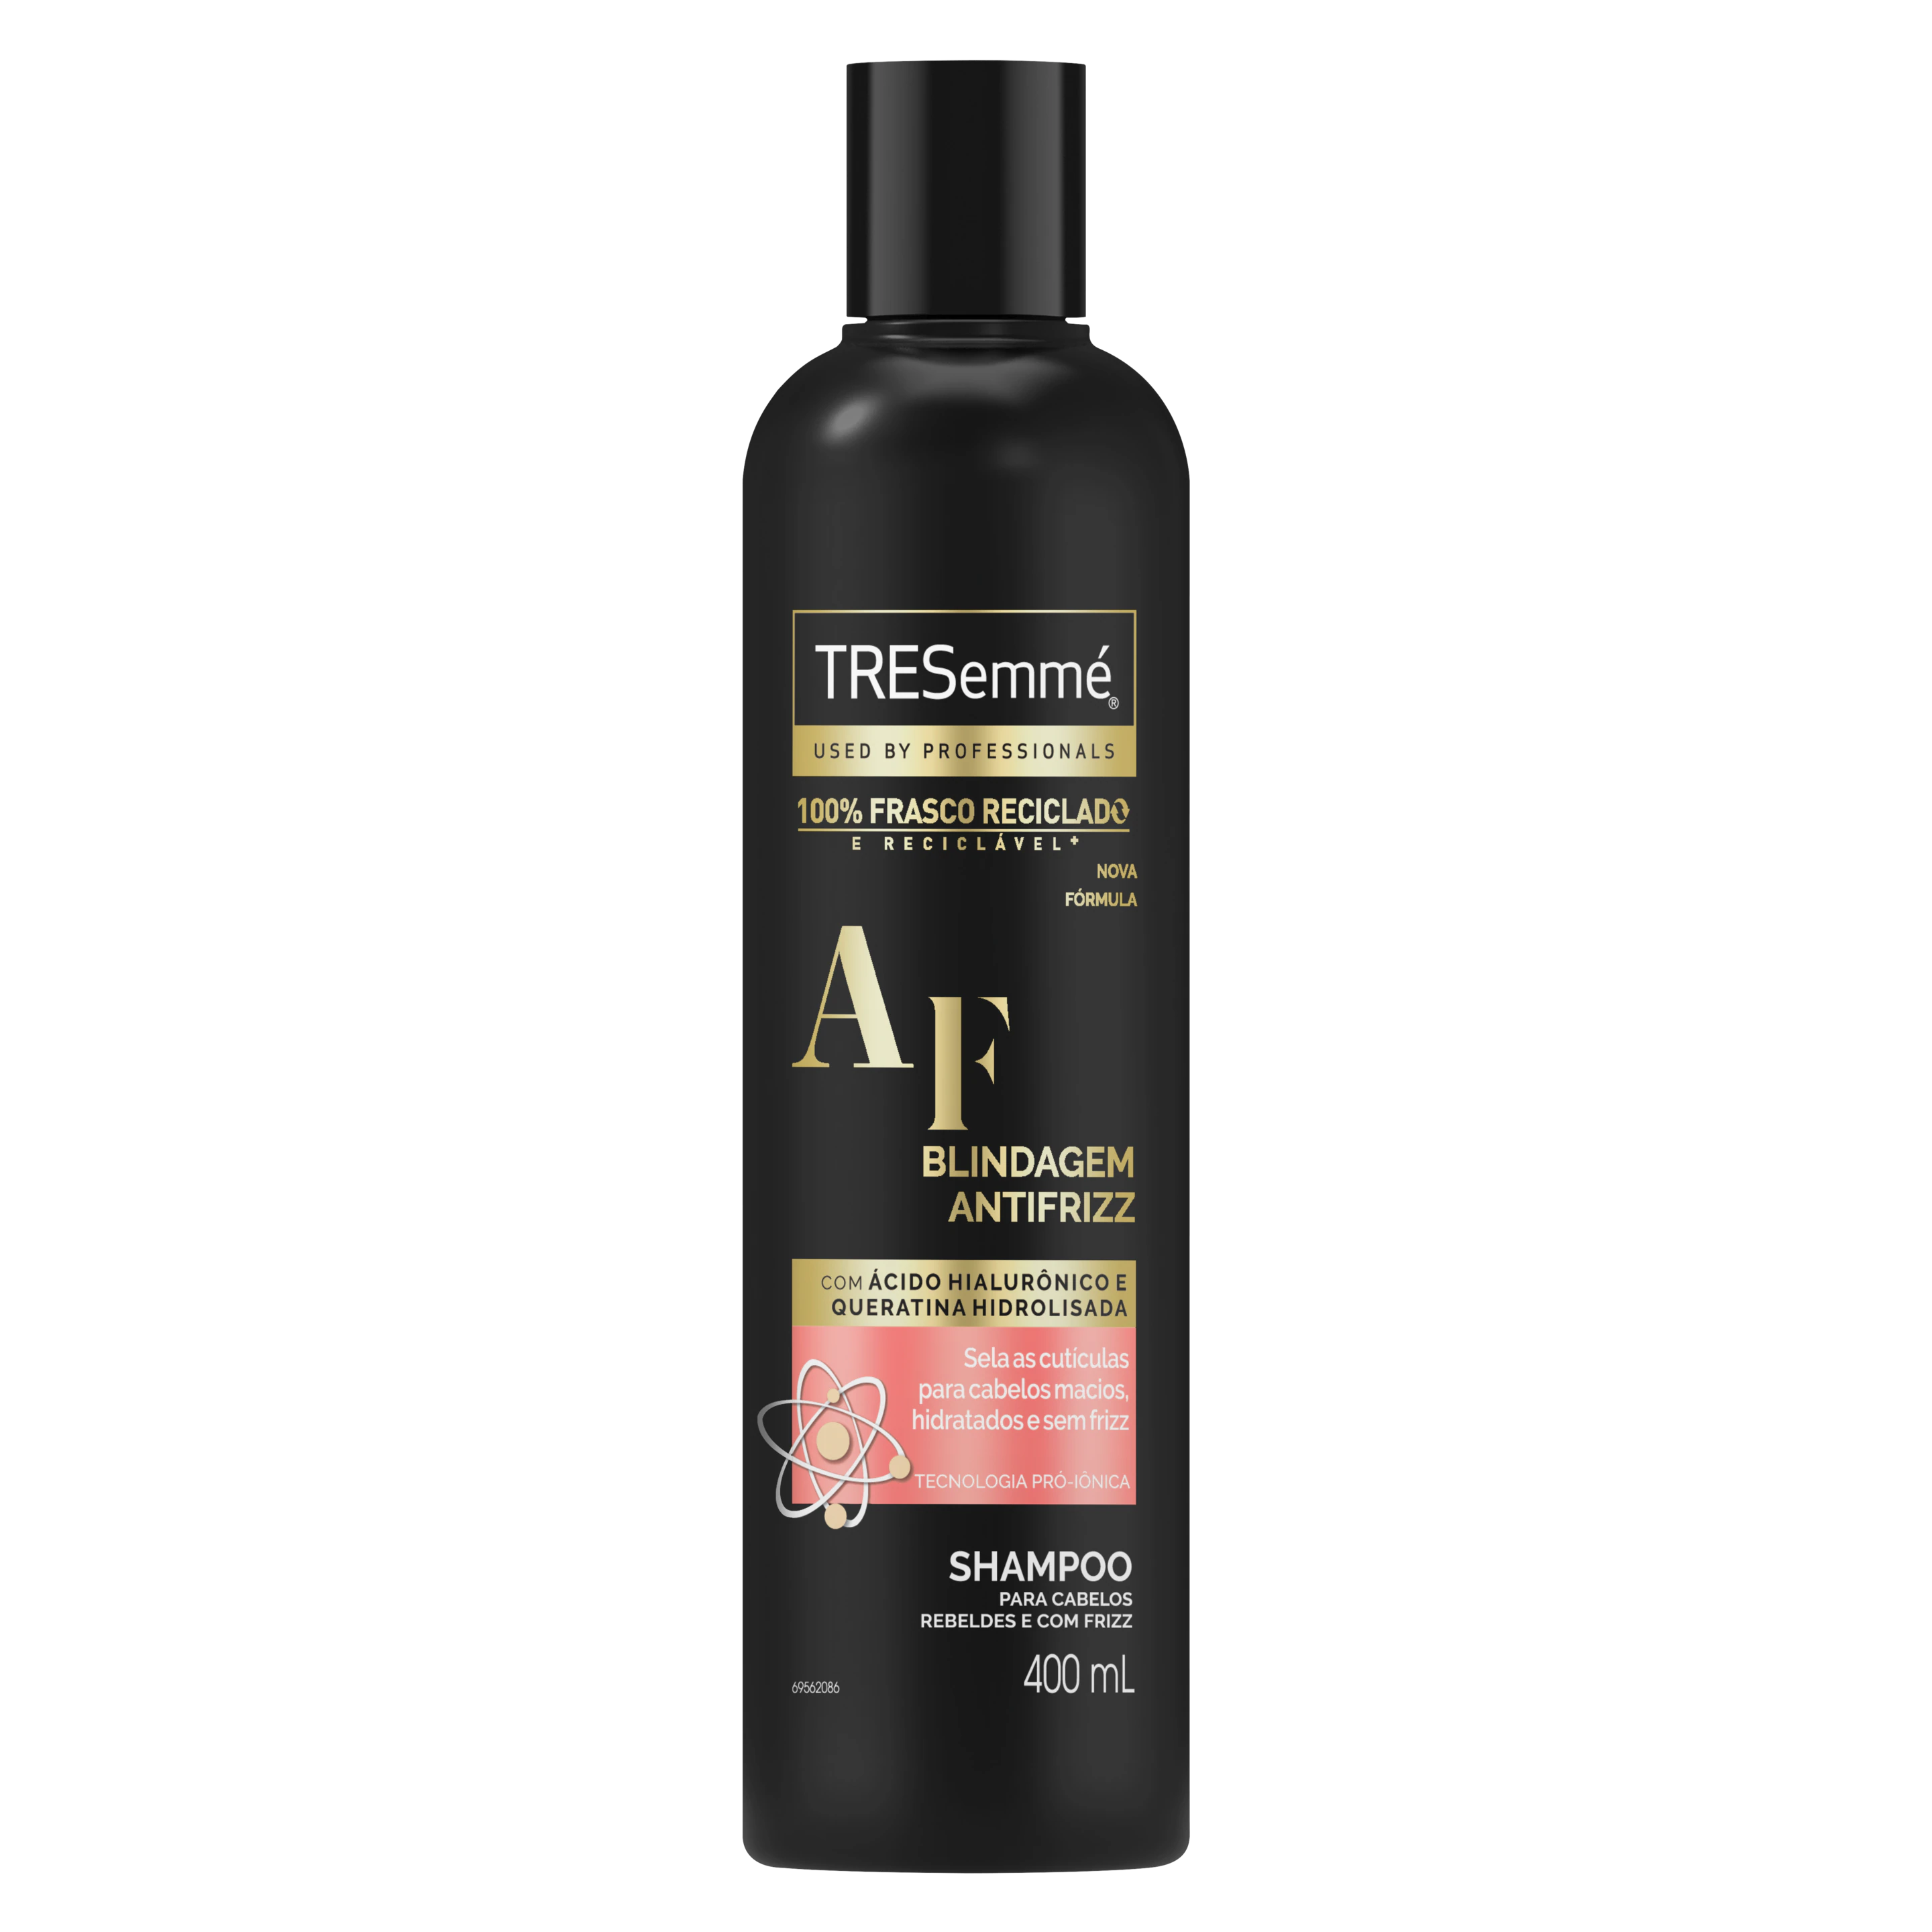 TRESemmé®
USED BY PROFESSIONALS
100% FRASCO RECICLADO
E RECICLÁVEL+
NOVA
FÓRMULA
AF
BLINDAGEM
ANTIFRIZZ
COM ÁCIDO HIALURÔNICO E
QUERATINA HIDROLISADA
Sela as cutículas
para cabelos macios,
hidratados e sem frizz
TECNOLOGIA PRÓ-IÔNICA
SHAMPOO
PARA CABELOS
REBELDES E COM FRIZZ
400 mL
69562086